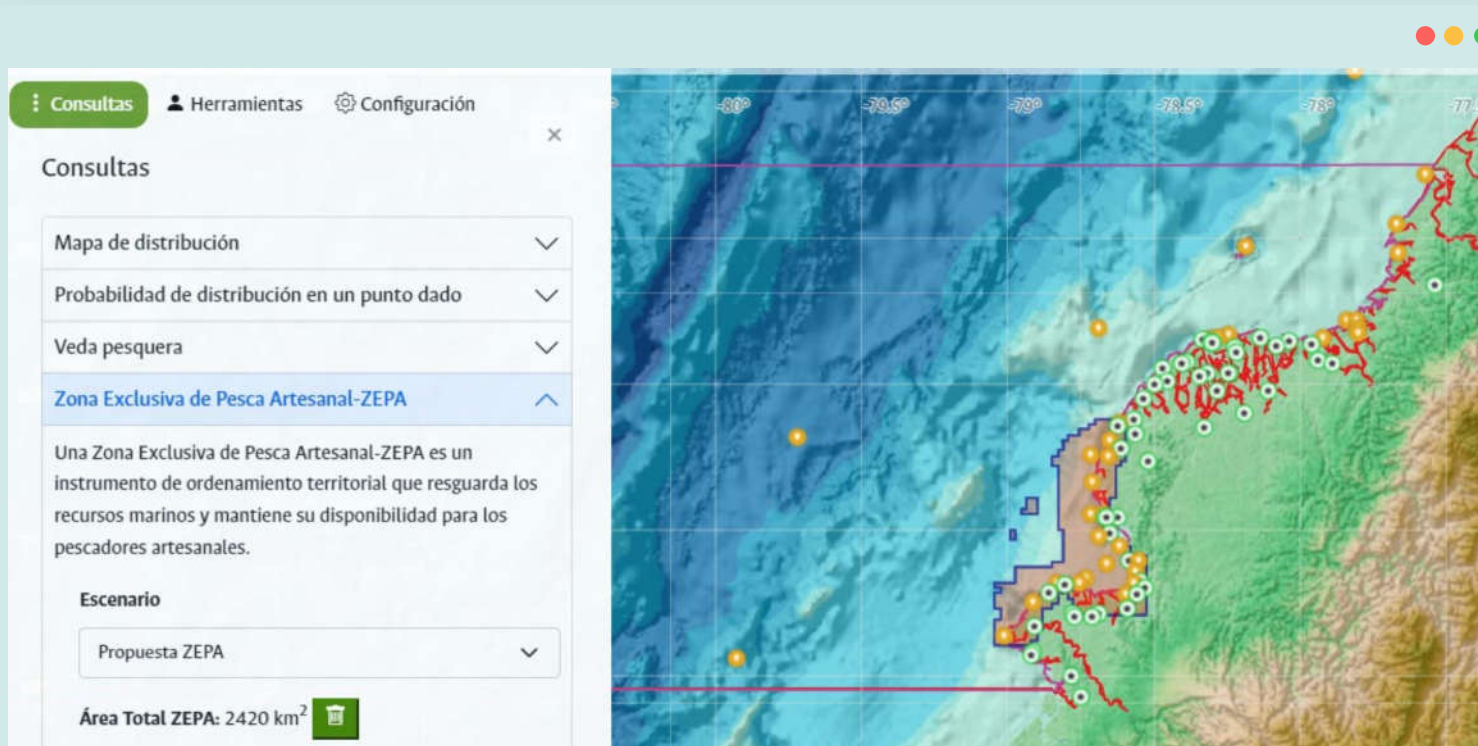 Consultas
Herramientas
Configuración
Consultas
Mapa de distribución
Probabilidad de distribución en un punto dado
Veda pesquera
Zona Exclusiva de Pesca Artesanal-ZEPA
Una Zona Exclusiva de Pesca Artesanal-ZEPA es un
instrumento de ordenamiento territorial que resguarda los
recursos marinos y mantiene su disponibilidad para los
pescadores artesanales.
Escenario
Propuesta ZEPA
Área Total ZEPA: 2420 km²
-80°
-79.5°
-79°
-78.5°
-78°